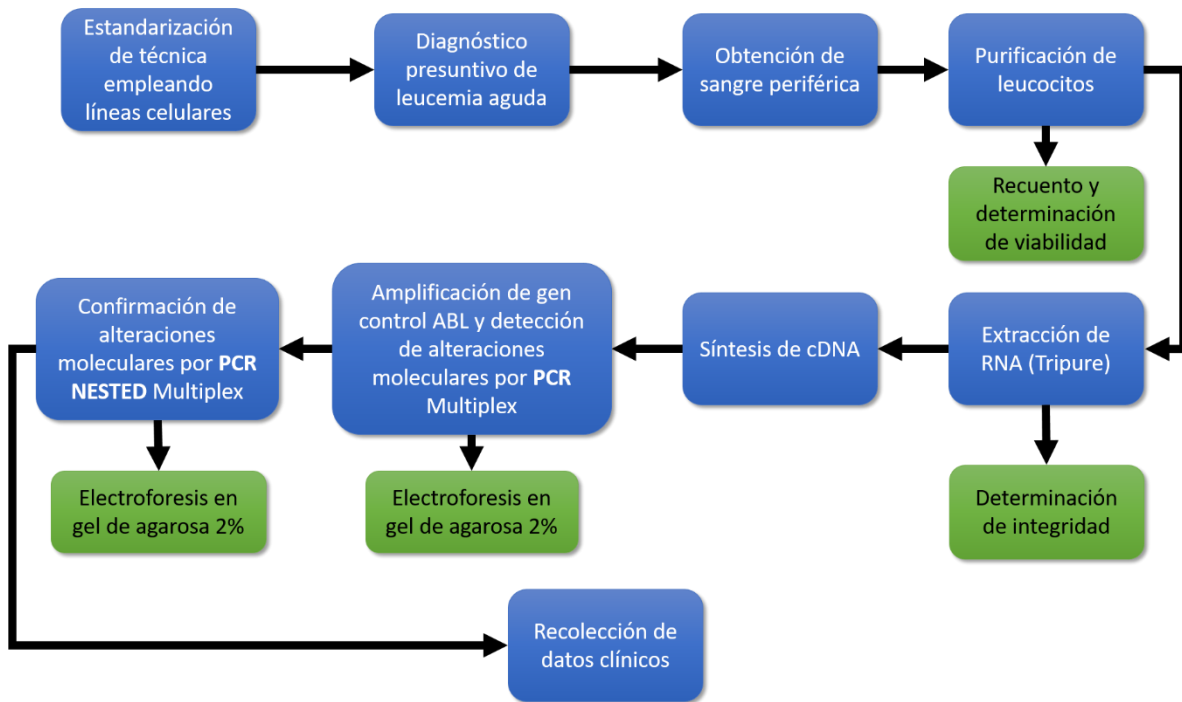 Estandarización
de técnica
empleando
líneas celulares
Diagnóstico
presuntivo de
leucemia aguda
Obtención de
sangre periférica
Purificación de
leucocitos
Recuento y
determinación
de viabilidad
Extracción de
RNA (Tripure)
Determinación
de integridad
Síntesis de cDNA
Amplificación de gen
control ABL y detección
de alteraciones
moleculares por PCR
Multiplex
Electroforesis en
gel de agarosa 2%
Confirmación de
alteraciones
moleculares por PCR
NESTED Multiplex
Electroforesis en
gel de agarosa 2%
Recolección de
datos clínicos